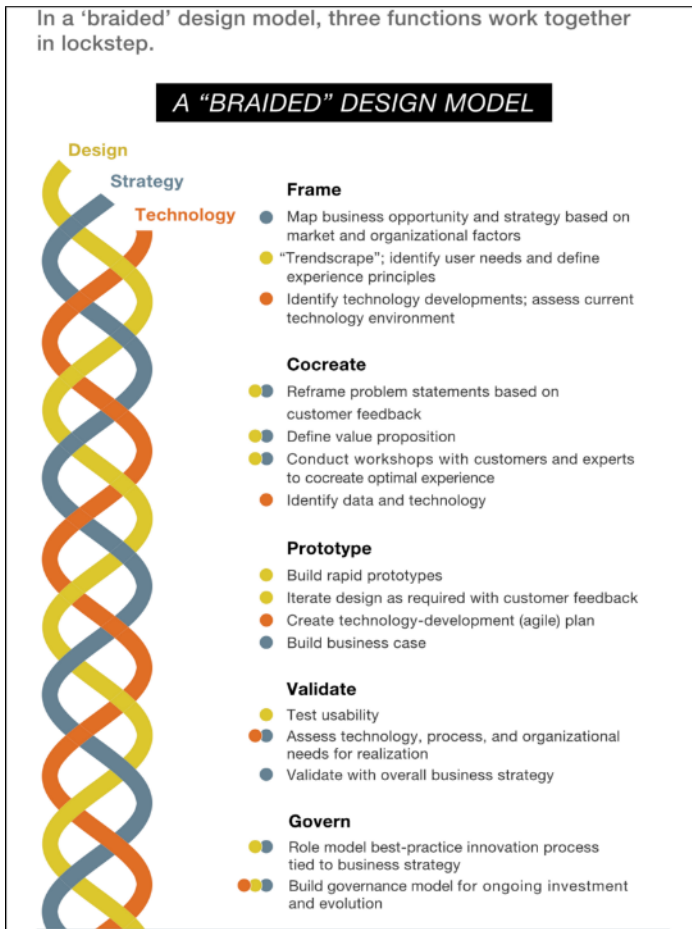 In a ‘braided’ design model, three functions work together
in lockstep.
A “BRAIDED” DESIGN MODEL
Design
Strategy
Technology
Frame
Map business opportunity and strategy based on
market and organizational factors
“Trendscrape”; identify user needs and define
experience principles
Identify technology developments; assess current
technology environment
Cocreate
Reframe problem statements based on
customer feedback
Define value proposition
Conduct workshops with customers and experts
to cocreate optimal experience
Identify data and technology
Prototype
Build rapid prototypes
Iterate design as required with customer feedback
Create technology-development (agile) plan
Build business case
Validate
Test usability
Assess technology, process, and organizational
needs for realization
Validate with overall business strategy
Govern
Role model best-practice innovation process
tied to business strategy
Build governance model for ongoing investment
and evolution